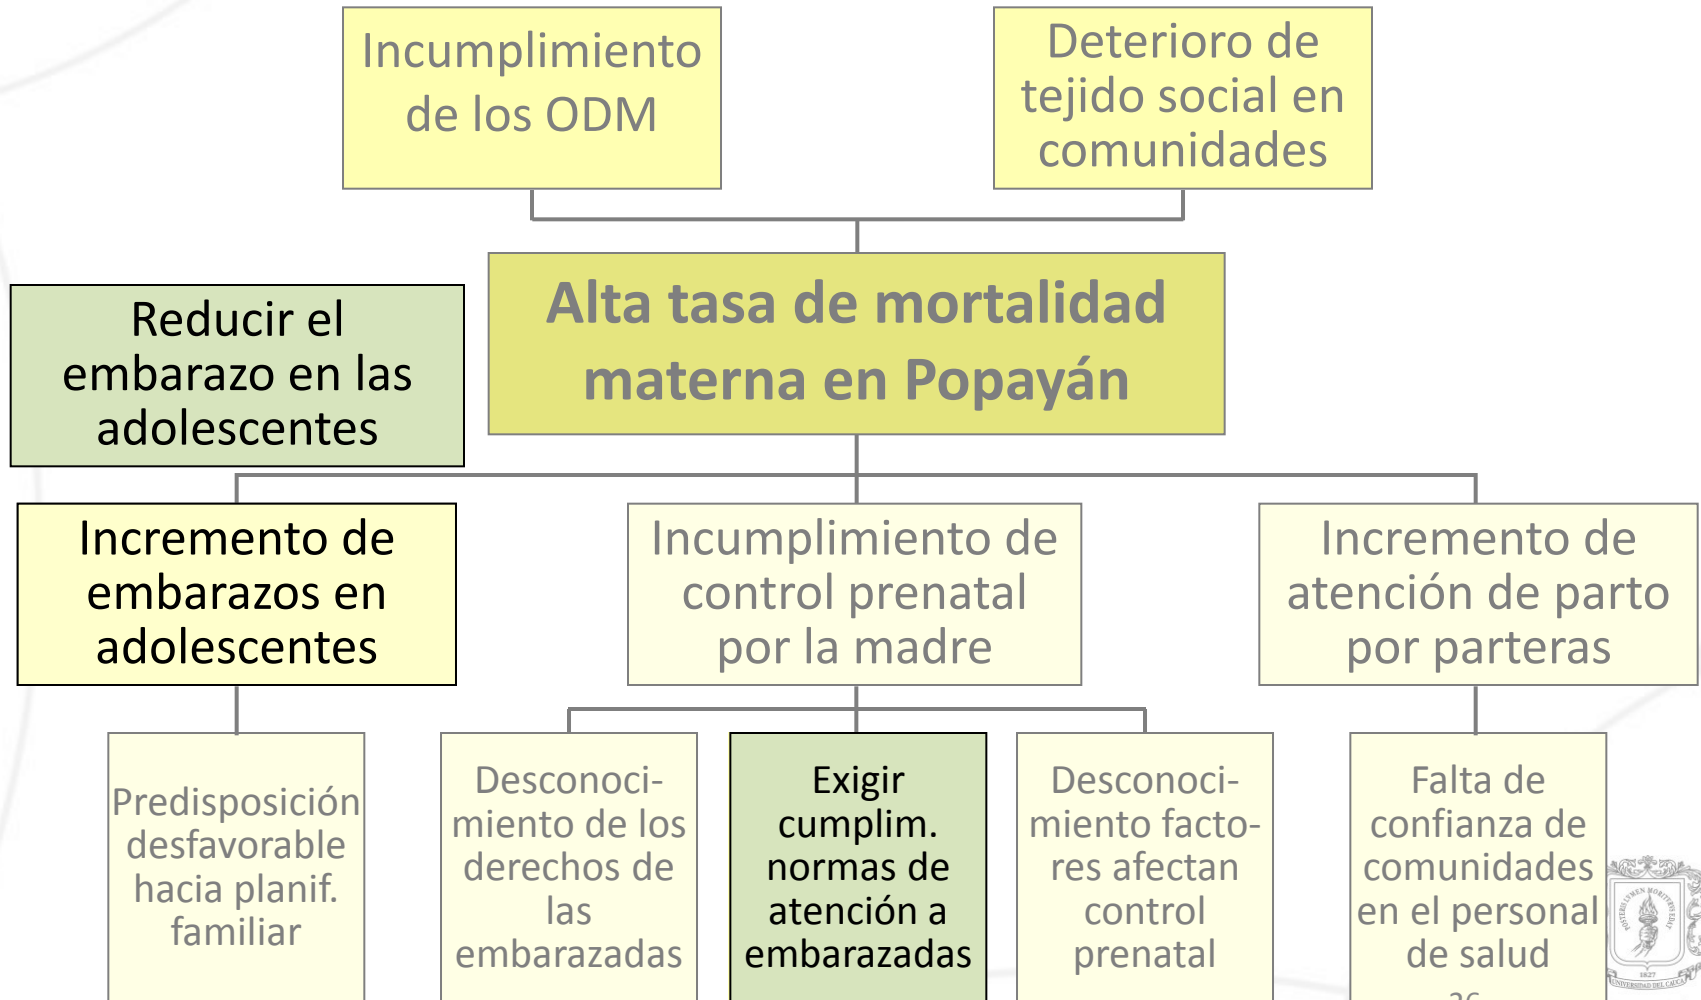 Incumplimiento
de los ODM
Deterioro de
tejido social en
comunidades
Alta tasa de mortalidad
materna en Popayán
Reducir el
embarazo en las
adolescentes
Incremento de
embarazos en
adolescentes
Incumplimiento de
control prenatal
por la madre
Incremento de
atención de parto
por parteras
Predisposición
desfavorable
hacia planif.
familiar
Desconoci-
miento de los
derechos de
las
embarazadas
Exigir
cumplim.
normas de
atención a
embarazadas
Desconoci-
miento facto-
res afectan
control
prenatal
Falta de
confianza de
comunidades
en el personal
de salud
1827
UNIVERSIDAD DEL CAUCA